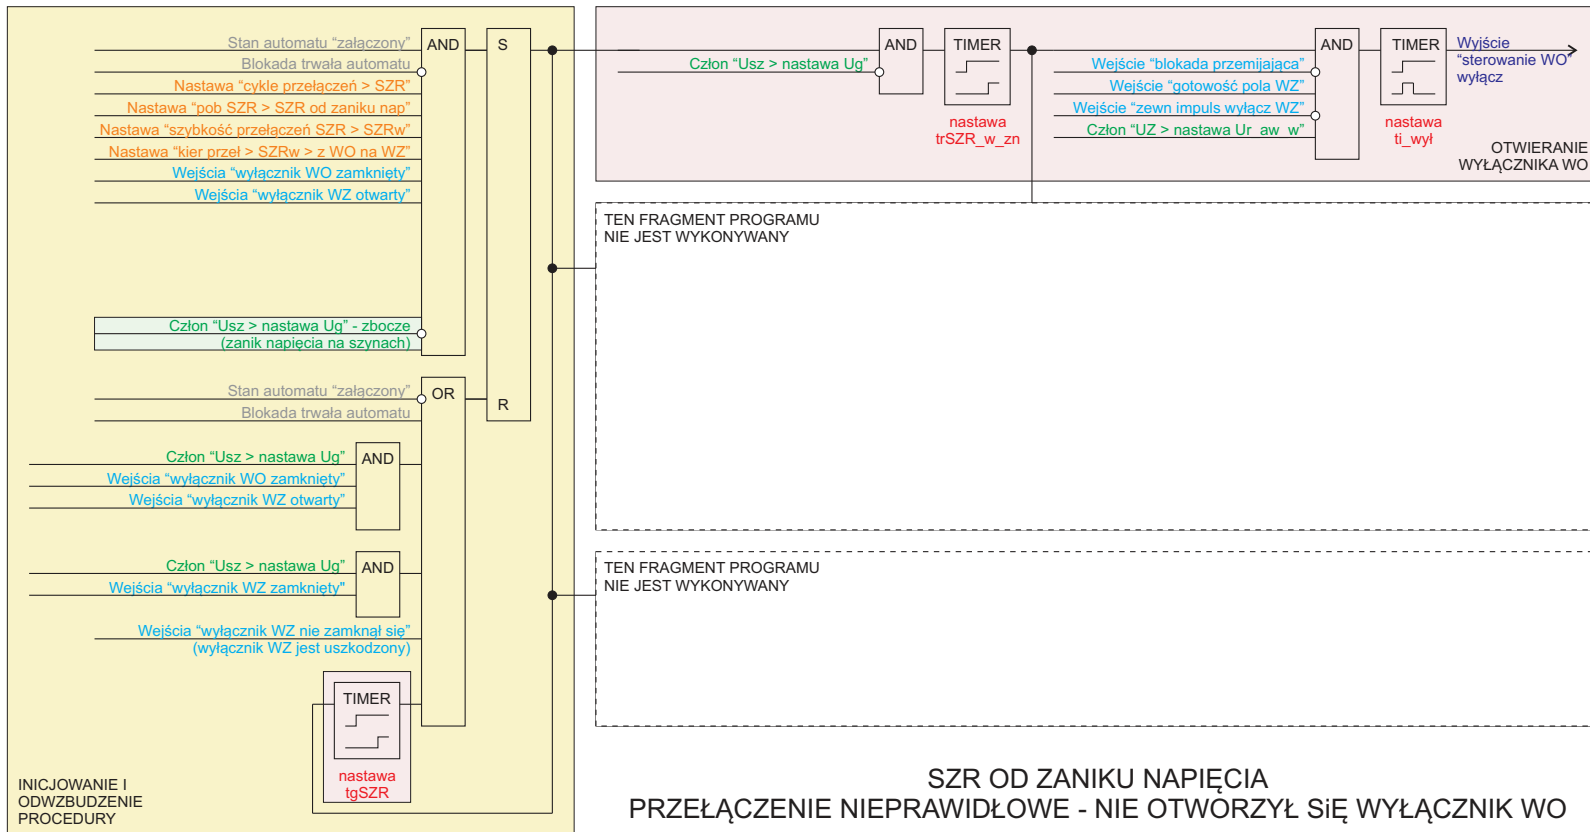 Stan automatu “załączony”
Blokada trwała automatu
Nastawa “cykle przełączeń > SZR”
Nastawa “pob SZR > SZR od zaniku nap”
Nastawa “szybkość przełączeń SZR > SZRw”
Nastawa “kier przeł > SZRw > z WO na WZ”
Wejścia “wyłącznik WO zamknięty”
Wejścia “wyłącznik WZ otwarty”
Człon “Usz > nastawa Ug” - zbocze
(zanik napięcia na szynach)
AND
S
R
Stan automatu “załączony”
Blokada trwała automatu
OR
Człon “Usz > nastawa Ug”
Wejścia “wyłącznik WO zamknięty”
Wejścia “wyłącznik WZ otwarty”
AND
Człon “Usz > nastawa Ug”
Wejścia “wyłącznik WZ zamknięty"
AND
Wejścia “wyłącznik WZ nie zamknął się”
(wyłącznik WZ jest uszkodzony)
TIMER
nastawa
tgSZR
INICJOWANIE I
ODWZBUDZENIE
PROCEDURY
Człon “Usz > nastawa Ug”
AND
TIMER
nastawa
trSZR_w_zn
Wejście “blokada przemijająca”
Wejście “gotowość pola WZ”
Wejście “zewn impuls wyłącz WZ”
Człon “UZ > nastawa Ur_aw_w”
AND
TIMER
nastawa
ti_wył
Wyjście
“sterowanie WO”
wyłącz
OTWIERANIE
WYŁĄCZNIKA WO
TEN FRAGMENT PROGRAMU
NIE JEST WYKONYWANY
TEN FRAGMENT PROGRAMU
NIE JEST WYKONYWANY
SZR OD ZANIKU NAPIĘCIA
PRZEŁĄCZENIE NIEPRAWIDŁOWE - NIE OTWORZYŁ SiĘ WYŁĄCZNIK WO